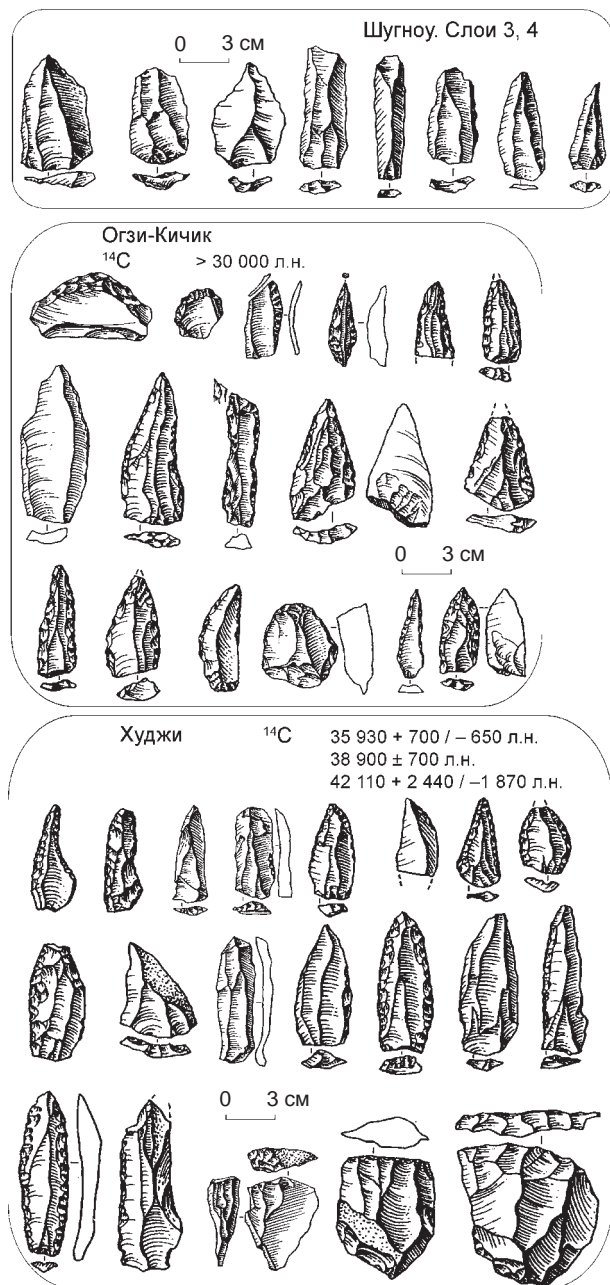 Шугноу. Слои 3, 4
0 3 см
Огзи-Кичик
¹⁴C > 30 000 л.н.
0 3 см
Худжи ¹⁴C 35 930 + 700 / – 650 л.н.
38 900 ± 700 л.н.
42 110 + 2 440 / –1 870 л.н.
0 3 см